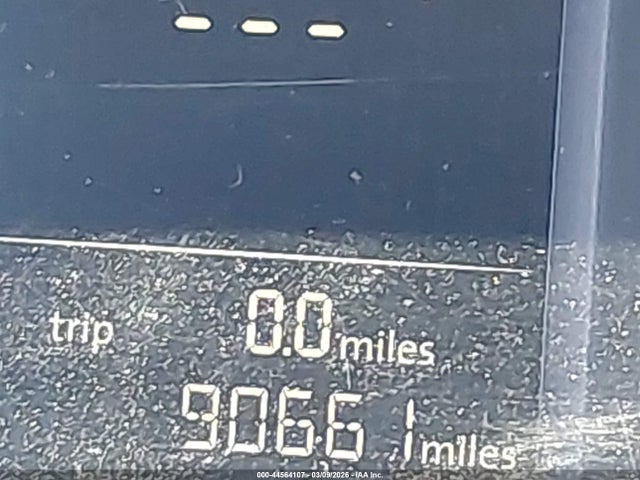 ---
trip 0.0 miles
90661 miles
000-44564107 - 03/09/2026 - IAA Inc.